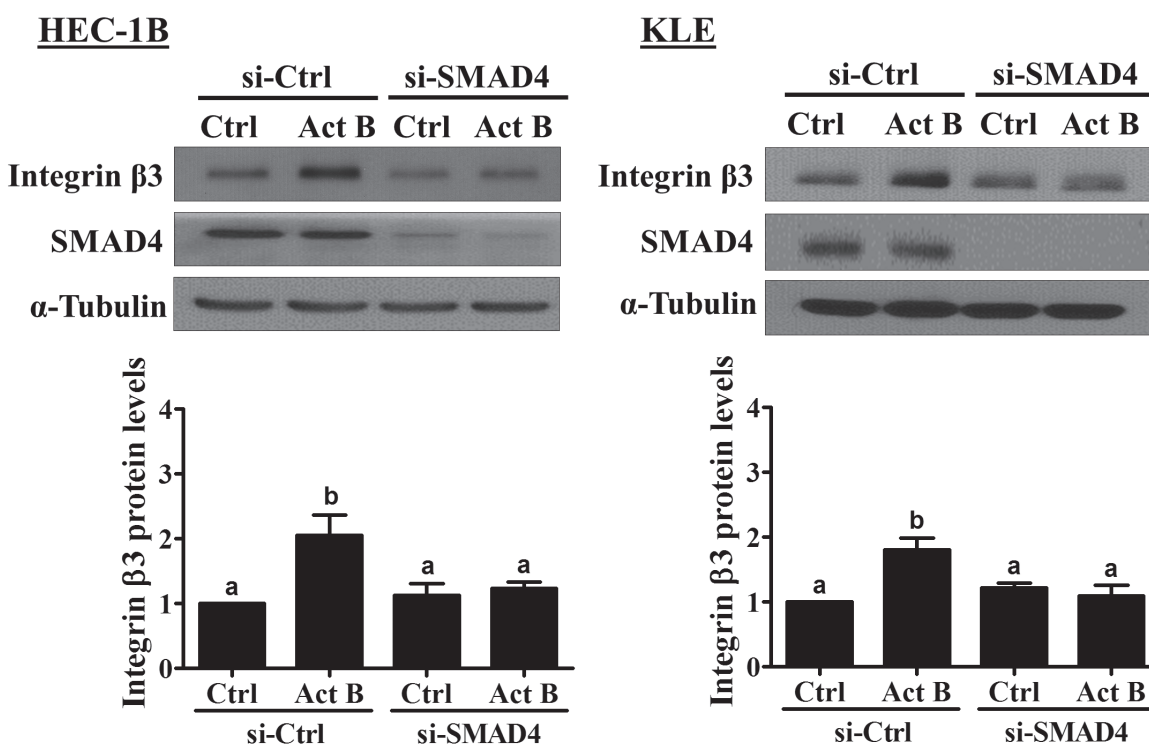 HEC-1B
si-Ctrl si-SMAD4
Ctrl Act B Ctrl Act B
Integrin β3
SMAD4
α-Tubulin
Integrin β3 protein levels
4
3
2
1
0
a
b
a
a
Ctrl Act B Ctrl Act B
si-Ctrl si-SMAD4
KLE
si-Ctrl si-SMAD4
Ctrl Act B Ctrl Act B
Integrin β3
SMAD4
α-Tubulin
Integrin β3 protein levels
4
3
2
1
0
a
b
a
a
Ctrl Act B Ctrl Act B
si-Ctrl si-SMAD4